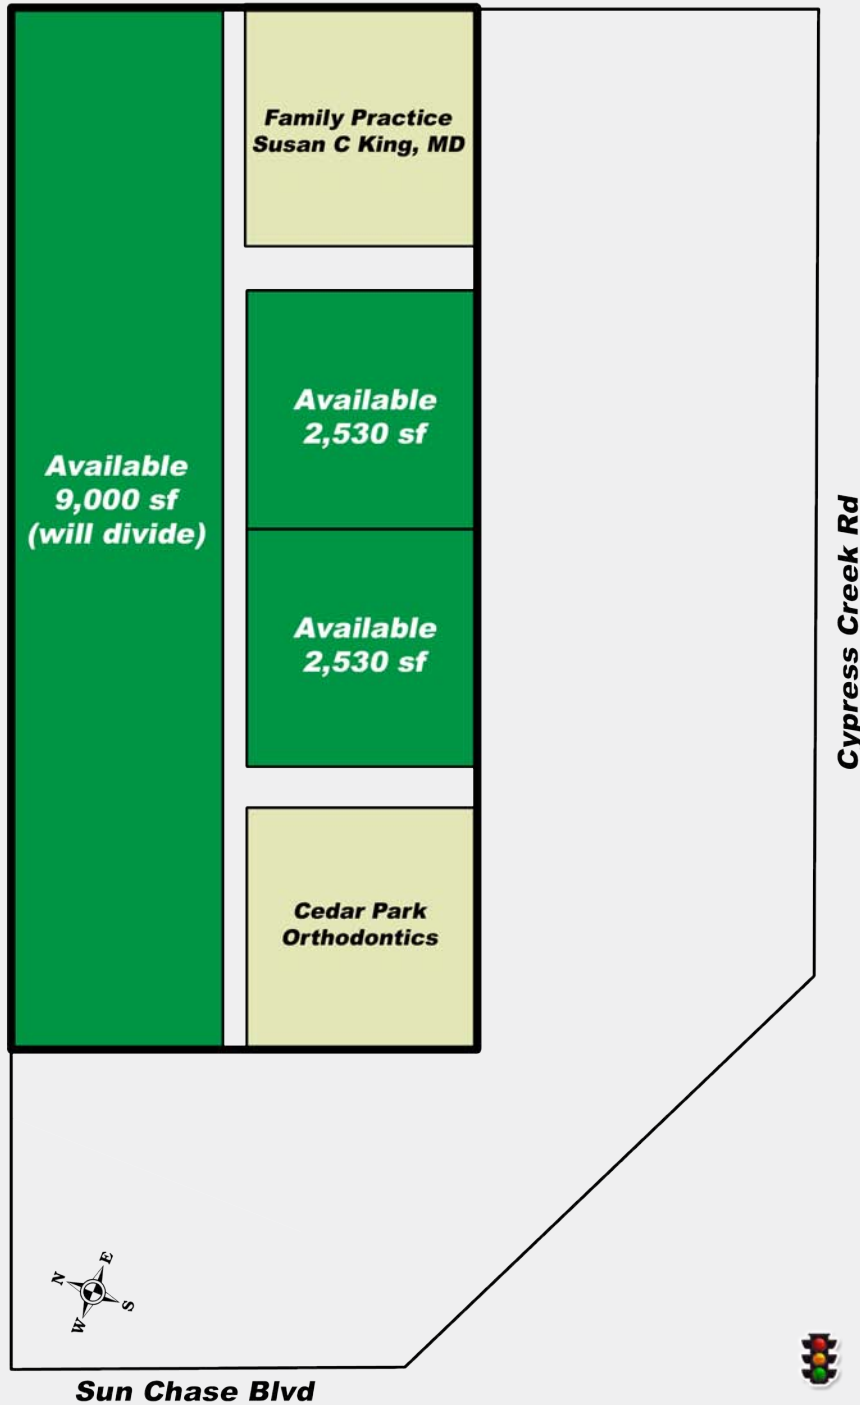 Family Practice
Susan C King, MD
Available
2,530 sf
Available
9,000 sf
(will divide)
Available
2,530 sf
Cypress Creek Rd
Cedar Park
Orthodontics
N
E
S
W
Sun Chase Blvd